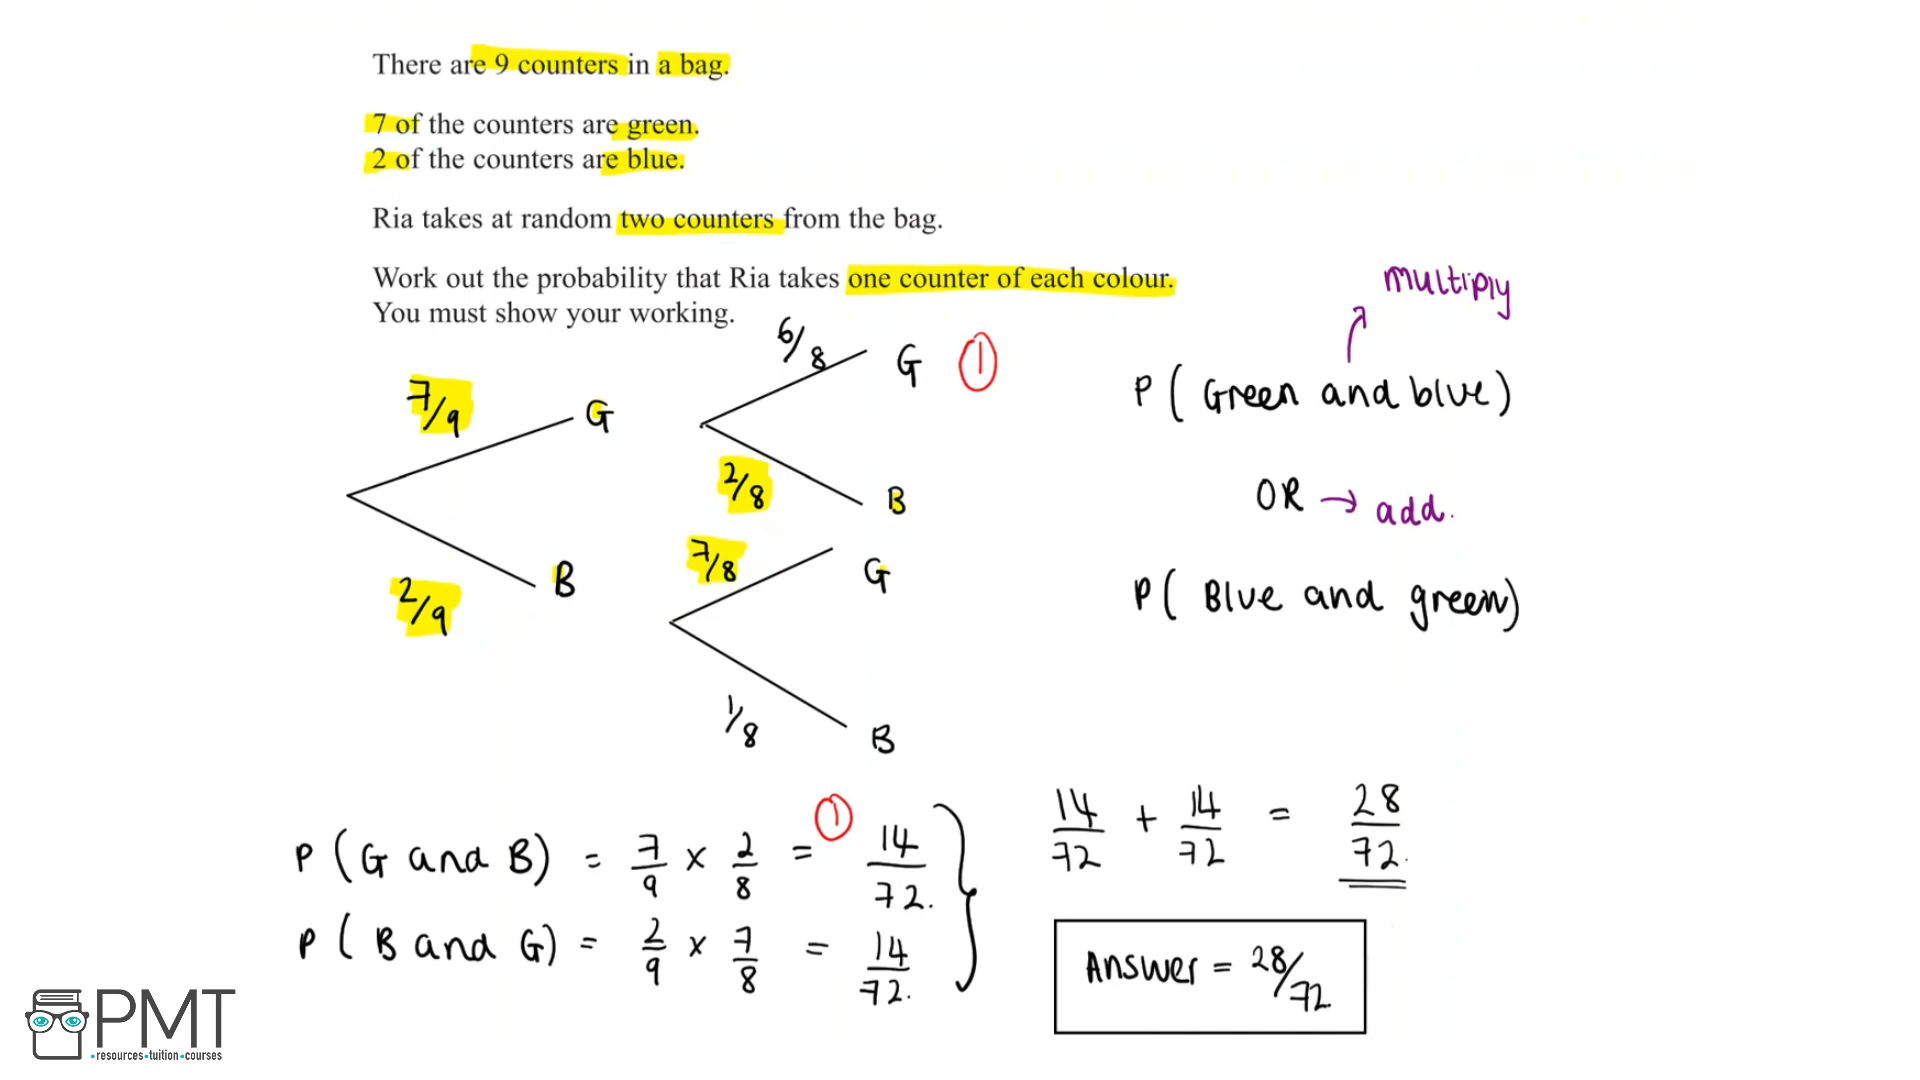 There are 9 counters in a bag.
7 of the counters are green.
2 of the counters are blue.
Ria takes at random two counters from the bag.
Work out the probability that Ria takes one counter of each colour.
You must show your working.
multiply
6/8 G ①
7/9 G
P ( Green and blue )
2/8 B
OR → add.
7/8 G
2/9 B
P ( Blue and green )
1/8 B
P ( G and B ) = 7/9 × 2/8 = ① 14/72.
P ( B and G ) = 2/9 × 7/8 = 14/72.
14/72 + 14/72 = 28/72.
Answer = 28/72
PMT
•resources•tuition•courses